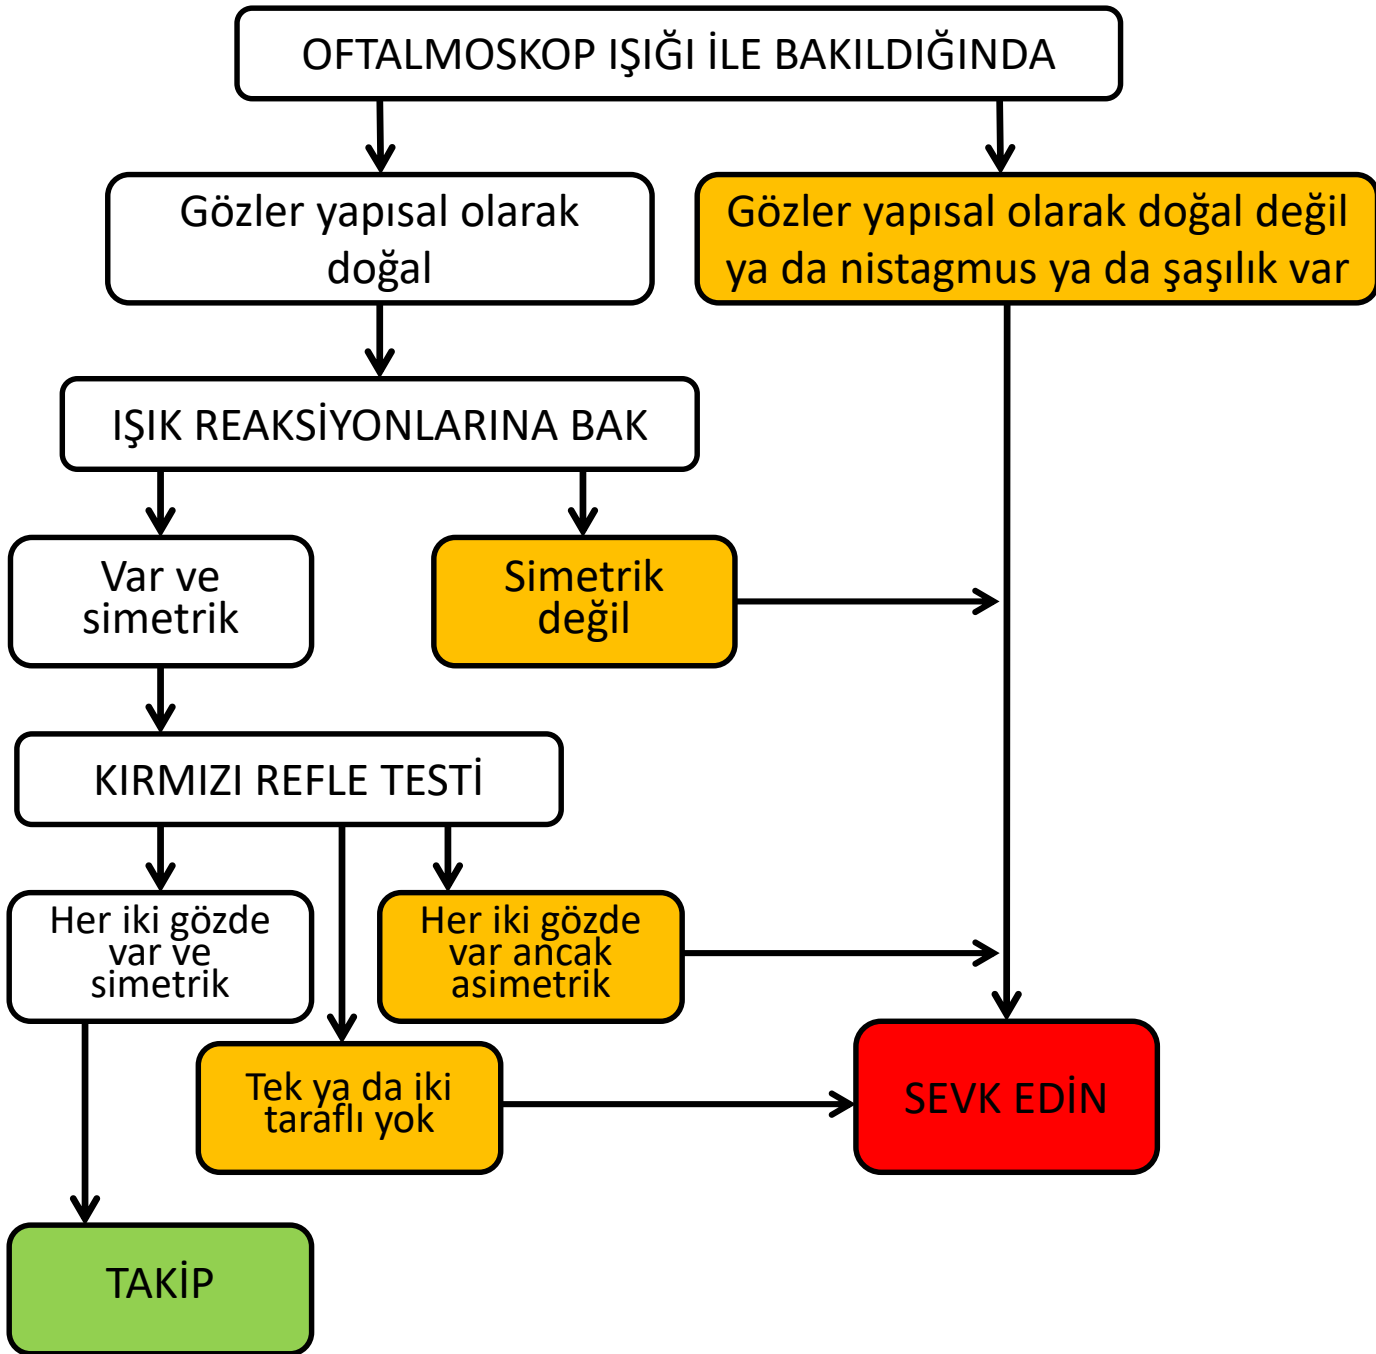 OFTALMOSKOP IŞIĞI İLE BAKILDIĞINDA
Gözler yapısal olarak
doğal
Gözler yapısal olarak doğal değil
ya da nistagmus ya da şaşılık var
IŞIK REAKSİYONLARINA BAK
Var ve
simetrik
Simetrik
değil
KIRMIZI REFLE TESTİ
Her iki gözde
var ve
simetrik
Her iki gözde
var ancak
asimetrik
Tek ya da iki
taraflı yok
SEVK EDİN
TAKİP